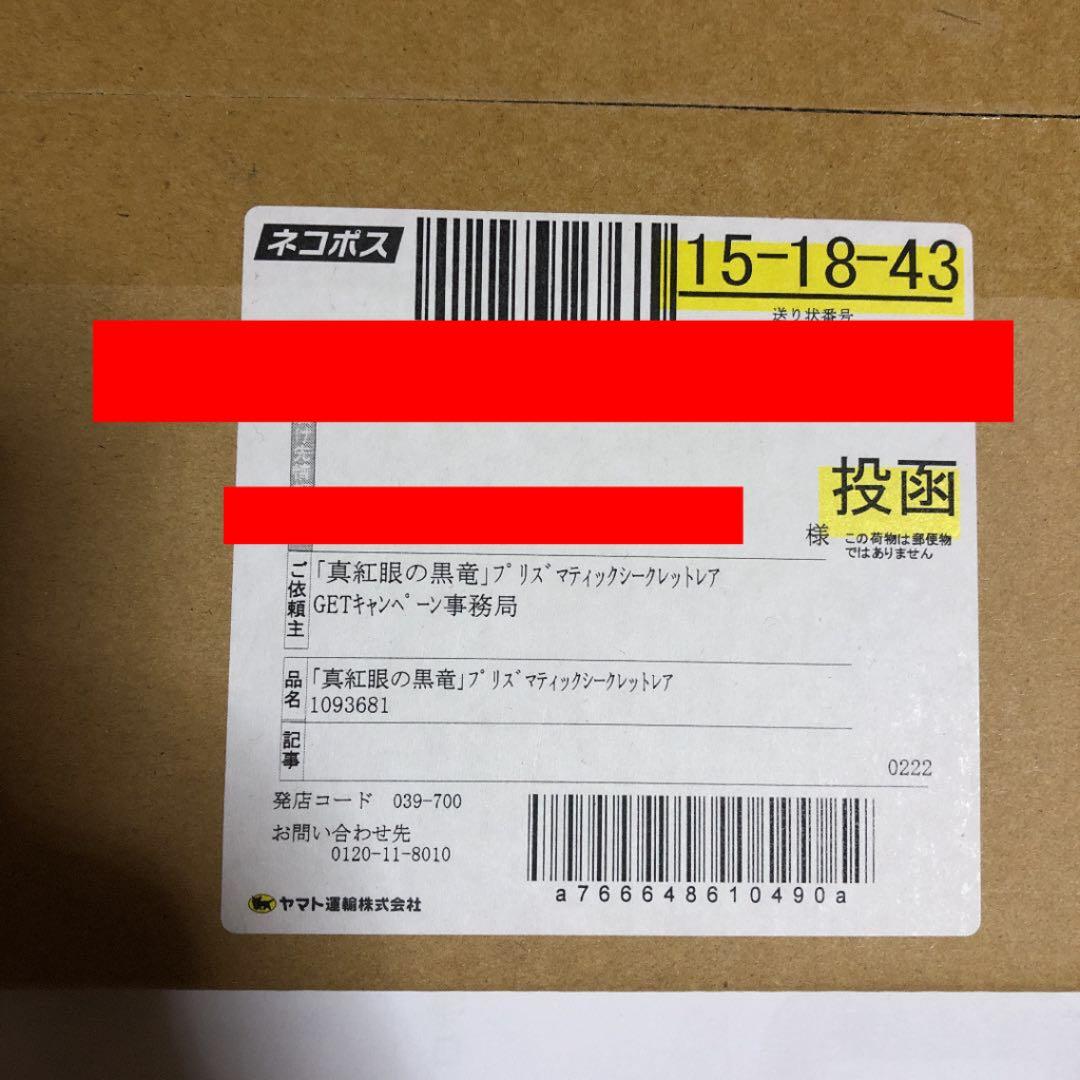 ネコポス
15-18-43
送り状番号
け先情
投函
様
この荷物は郵便物
ではありません
ご依頼主
「真紅眼の黒竜」プリズマティックシークレットレア
GETキャンペーン事務局
品名
「真紅眼の黒竜」プリズマティックシークレットレア
1093681
記事
0222
発店コード 039-700
お問い合わせ先
0120-11-8010
a766648610490a
ヤマト運輸株式会社